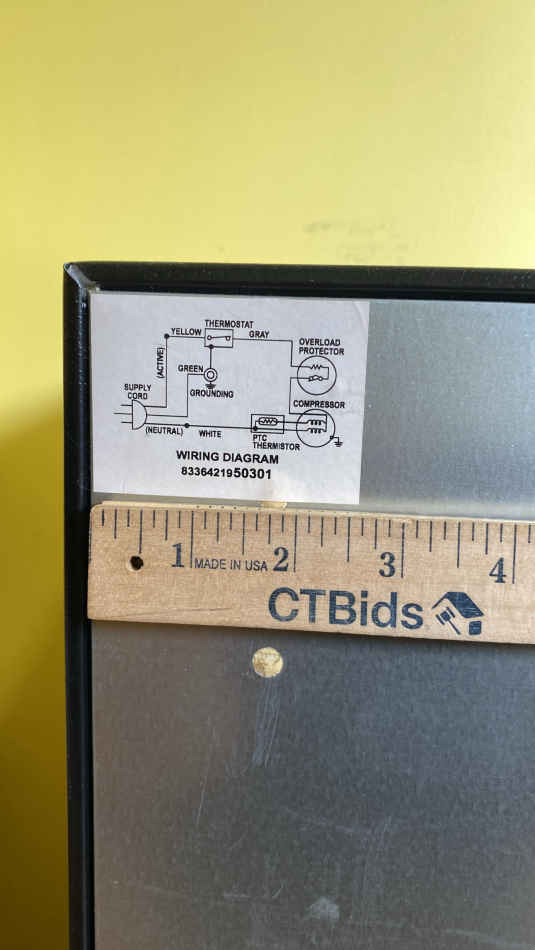 THERMOSTAT
YELLOW
GRAY
OVERLOAD
PROTECTOR
(ACTIVE)
GREEN
SUPPLY
CORD
GROUNDING
COMPRESSOR
(NEUTRAL)
WHITE
PTC
THERMISTOR
WIRING DIAGRAM
8336421950301
1 MADE IN USA 2 3 4
CTBids